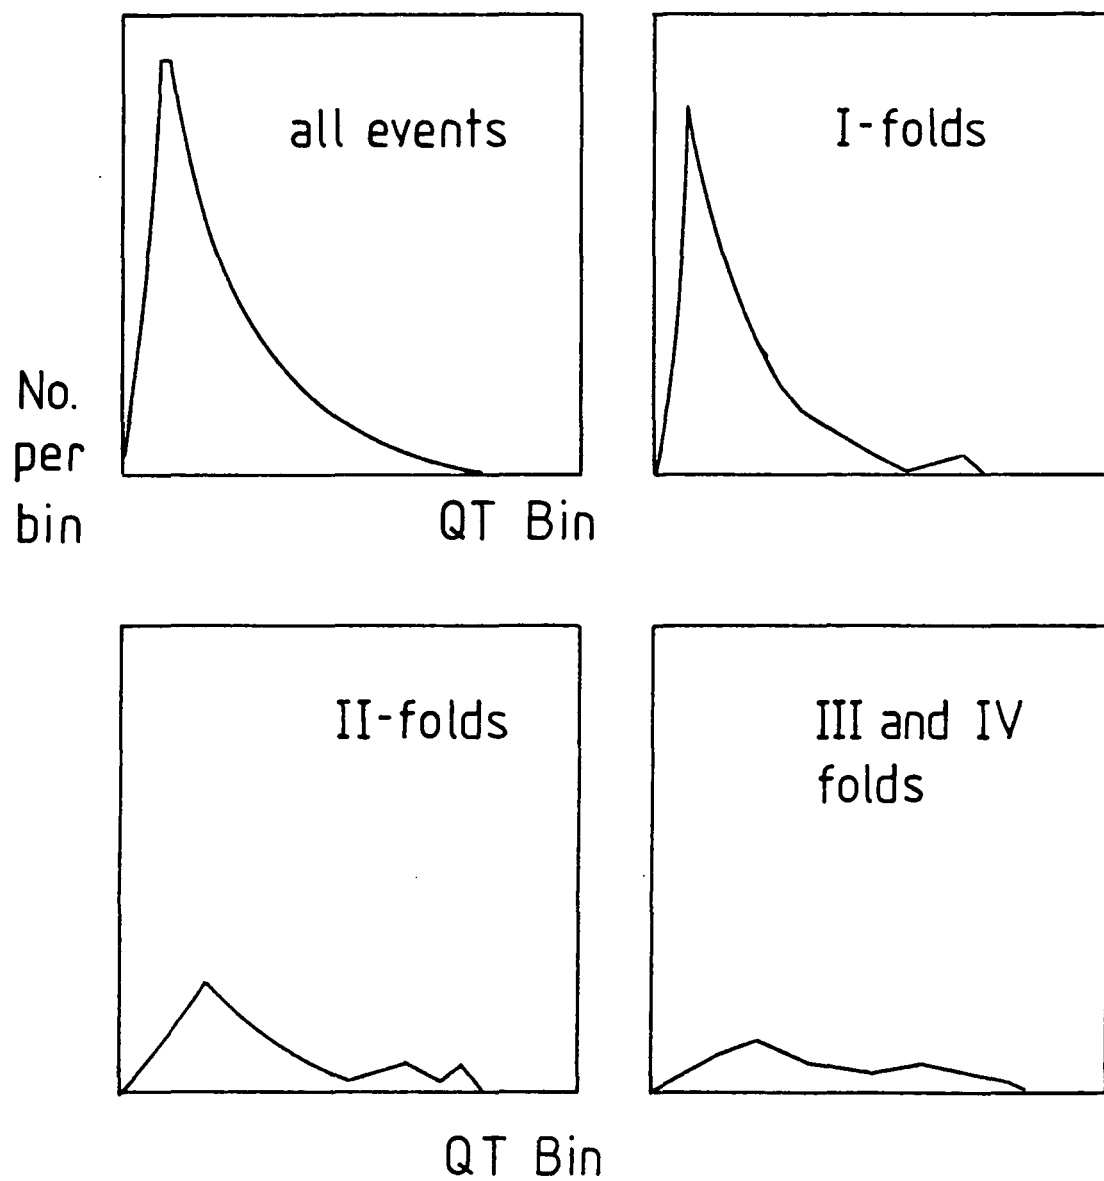 all events
I-folds
No.
per
bin
QT Bin
II-folds
III and IV
folds
QT Bin